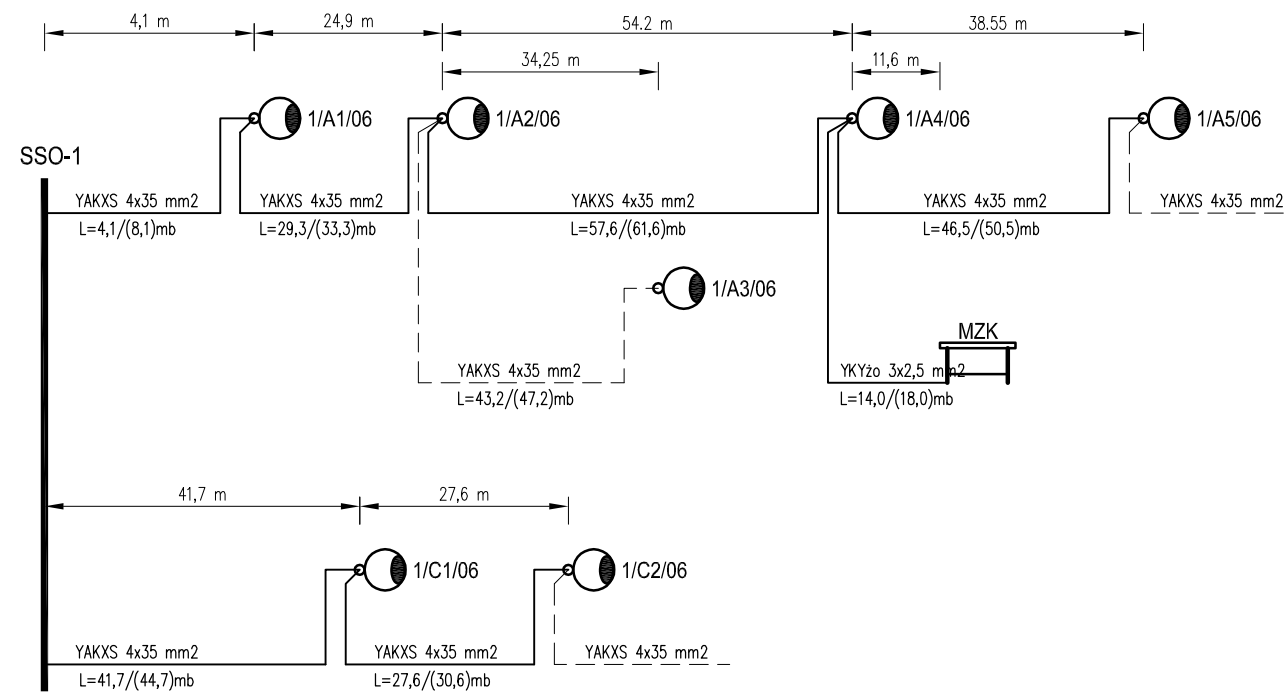 4,1 m
24,9 m
54.2 m
38.55 m
34,25 m
11,6 m
1/A1/06
1/A2/06
1/A4/06
1/A5/06
SSO-1
YAKXS 4x35 mm2
YAKXS 4x35 mm2
YAKXS 4x35 mm2
YAKXS 4x35 mm2
YAKXS 4x35 mm2
L=4,1/(8,1)mb
L=29,3/(33,3)mb
L=57,6/(61,6)mb
L=46,5/(50,5)mb
1/A3/06
MZK
YAKXS 4x35 mm2
YKYżo 3x2,5 mm2
L=43,2/(47,2)mb
L=14,0/(18,0)mb
41,7 m
27,6 m
1/C1/06
1/C2/06
YAKXS 4x35 mm2
YAKXS 4x35 mm2
YAKXS 4x35 mm2
L=41,7/(44,7)mb
L=27,6/(30,6)mb